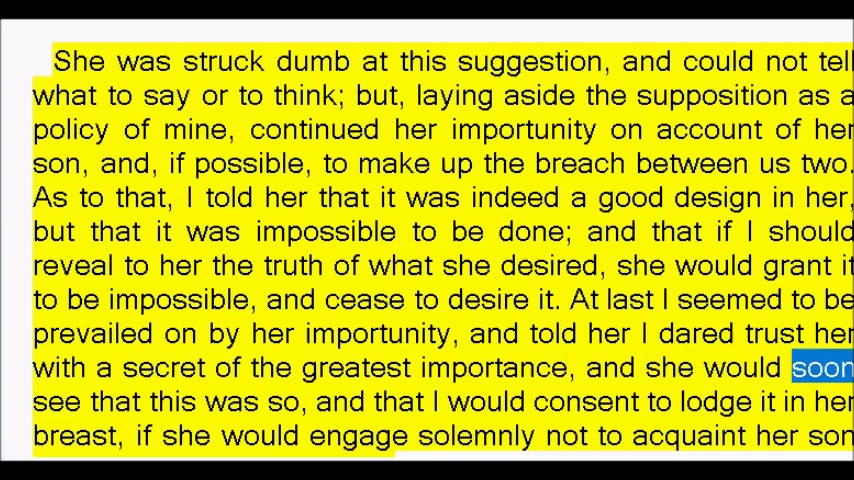 She was struck dumb at this suggestion, and could not tell
what to say or to think; but, laying aside the supposition as a
policy of mine, continued her importunity on account of her
son, and, if possible, to make up the breach between us two.
As to that, I told her that it was indeed a good design in her,
but that it was impossible to be done; and that if I should
reveal to her the truth of what she desired, she would grant it
to be impossible, and cease to desire it. At last I seemed to be
prevailed on by her importunity, and told her I dared trust her
with a secret of the greatest importance, and she would soon
see that this was so, and that I would consent to lodge it in her
breast, if she would engage solemnly not to acquaint her son